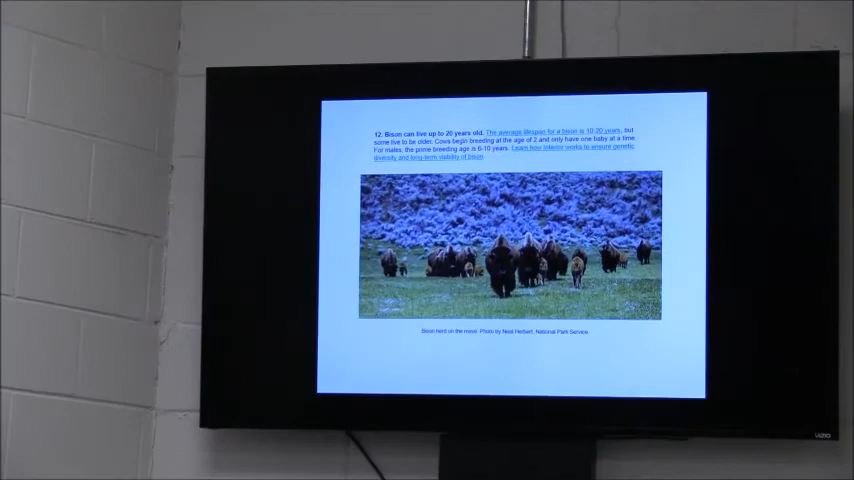 12. Bison can live up to 20 years old. The average lifespan for a bison is 10-20 years, but
some live to be older. Cows begin breeding at the age of 2 and only have one baby at a time.
For males, the prime breeding age is 6-10 years. Learn how Interior works to ensure genetic
diversity and long-term viability of bison.
Bison herd on the move. Photo by Neal Herbert, National Park Service.
VIZIO